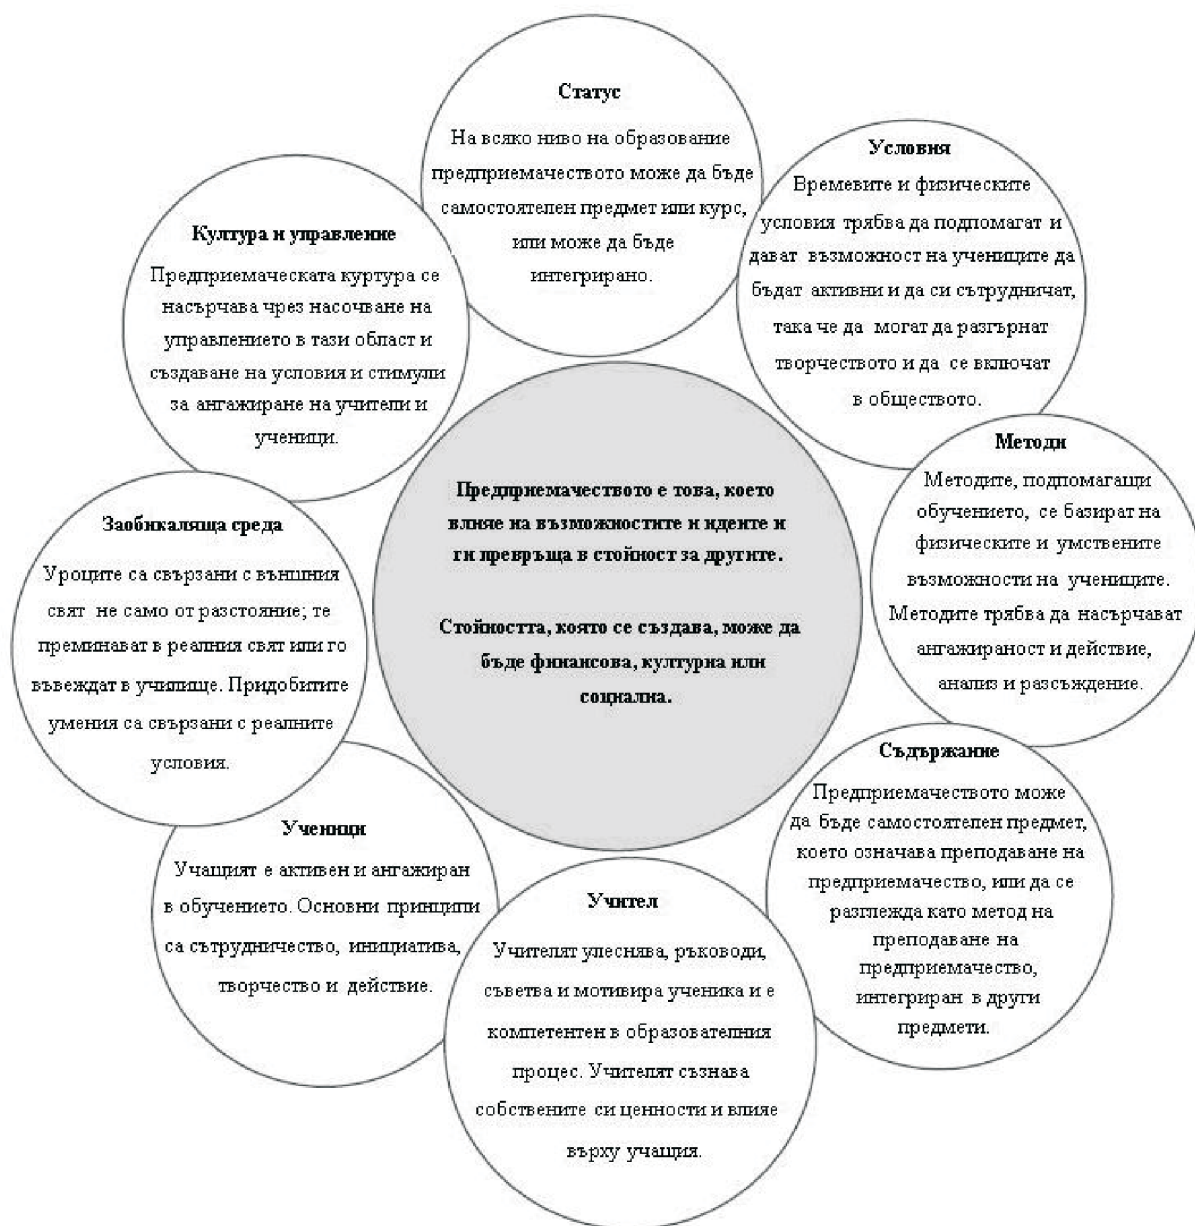 Статус
На всяко ниво на образование
предприемачеството може да бъде
самостоятелен предмет или курс,
или може да бъде
интегрирано.
Условия
Времевите и физическите
условия трябва да подпомагат и
дават възможност на учениците да
бъдат активни и да си сътрудничат,
така че да могат да разгърнат
творчеството и да се включат
в обществото.
Методи
Методите, подпомагащи
обучението, се базират на
физическите и умствените
възможности на учениците.
Методите трябва да насърчават
ангажираност и действие,
анализ и разсъждение.
Съдържание
Предприемачеството може
да бъде самостоятелен предмет,
което означава преподаване на
предприемачество, или да се
разглежда като метод на
преподаване на
предприемачество,
интегриран в други
предмети.
Учител
Учителят улеснява, ръководи,
съветва и мотивира ученика и е
компетентен в образователния
процес. Учителят съзнава
собствените си ценности и влияе
върху учащия.
Ученици
Учащият е активен и ангажиран
в обучението. Основни принципи
са сътрудничество, инициатива,
творчество и действие.
Заобикаляща среда
Уроците са свързани с външния
свят не само от разстояние; те
преминават в реалния свят или го
въвеждат в училище. Придобитите
умения са свързани с реалните
условия.
Култура и управление
Предприемаческата куртура се
насърчава чрез насочване на
управлението в тази област и
създаване на условия и стимули
за ангажиране на учители и
ученици.
Предприемачеството е това, което
влияе на възможностите и идеите и
ги превръща в стойност за другите.
Стойността, която се създава, може да
бъде финансова, културна или
социална.